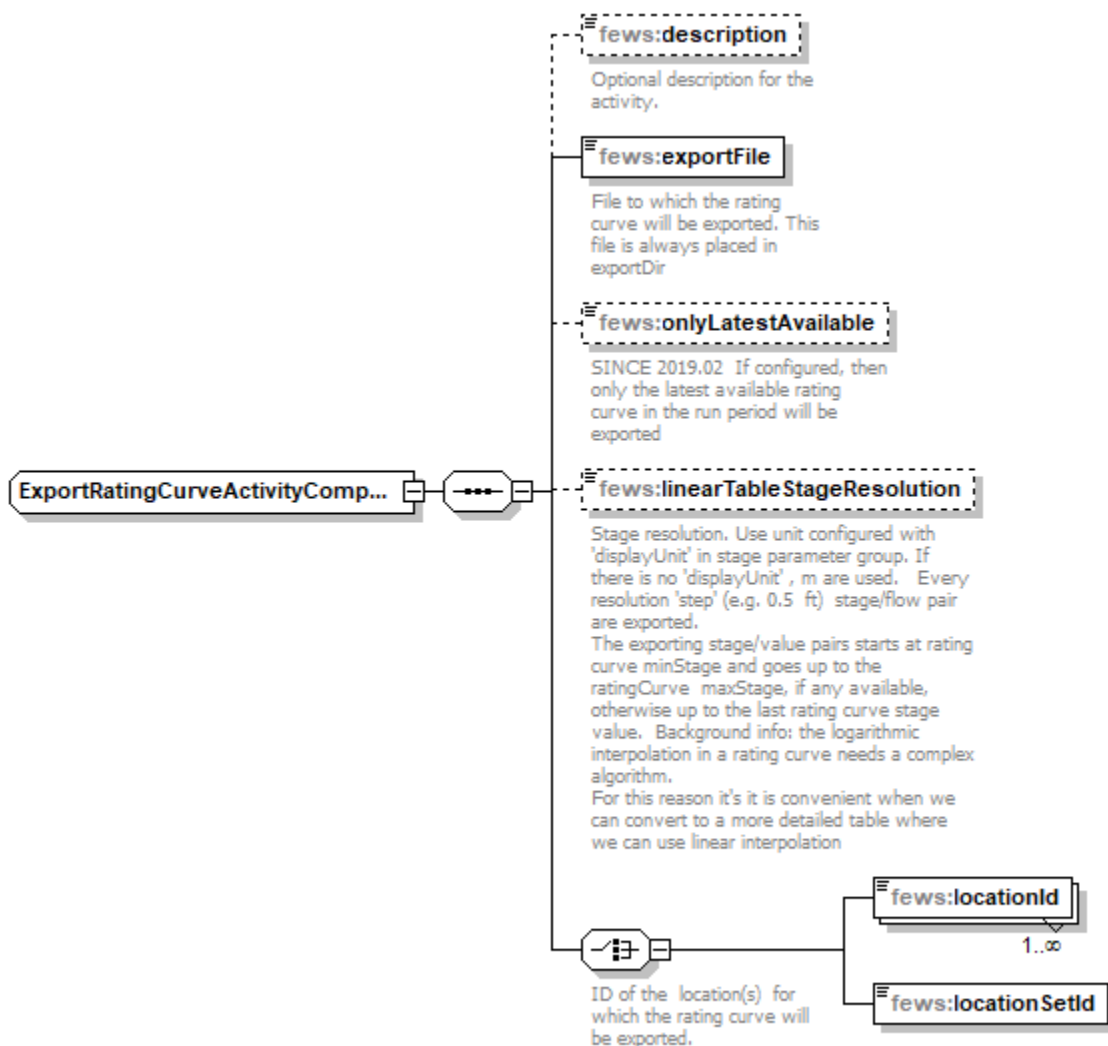 fews:description
Optional description for the
activity.
fews:exportFile
File to which the rating
curve will be exported. This
file is always placed in
exportDir
fews:onlyLatestAvailable
SINCE 2019.02  If configured, then
only the latest available rating
curve in the run period will be
exported
ExportRatingCurveActivityComp...
fews:linearTableStageResolution
Stage resolution. Use unit configured with
'displayUnit' in stage parameter group. If
there is no 'displayUnit' , m are used.   Every
resolution 'step' (e.g. 0.5  ft)  stage/flow pair
are exported.
The exporting stage/value pairs starts at rating
curve minStage and goes up to the
ratingCurve  maxStage, if any available,
otherwise up to the last rating curve stage
value.  Background info: the logarithmic
interpolation in a rating curve needs a complex
algorithm.
For this reason it's it is convenient when we
can convert to a more detailed table where
we can use linear interpolation
fews:locationId
1..∞
ID of the  location(s)  for
which the rating curve will
be exported.
fews:locationSetId